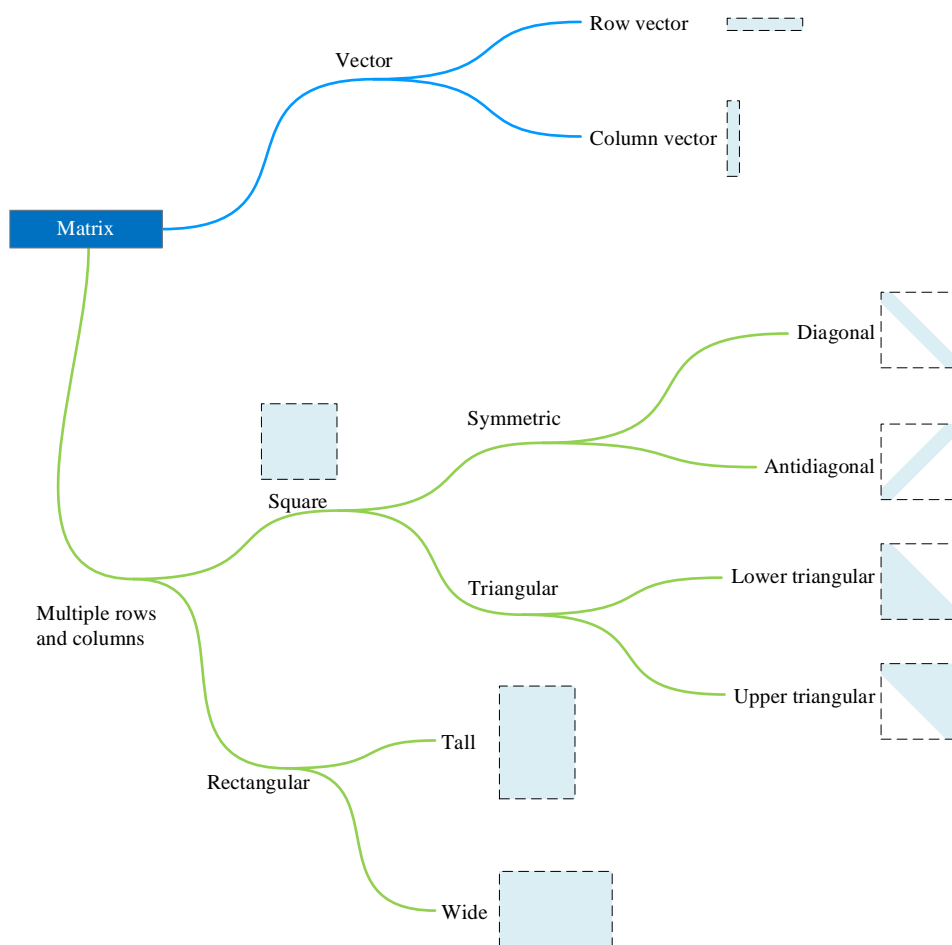 Row vector
Vector
Column vector
Matrix
Diagonal
Symmetric
Antidiagonal
Square
Lower triangular
Triangular
Multiple rows
and columns
Upper triangular
Tall
Rectangular
Wide